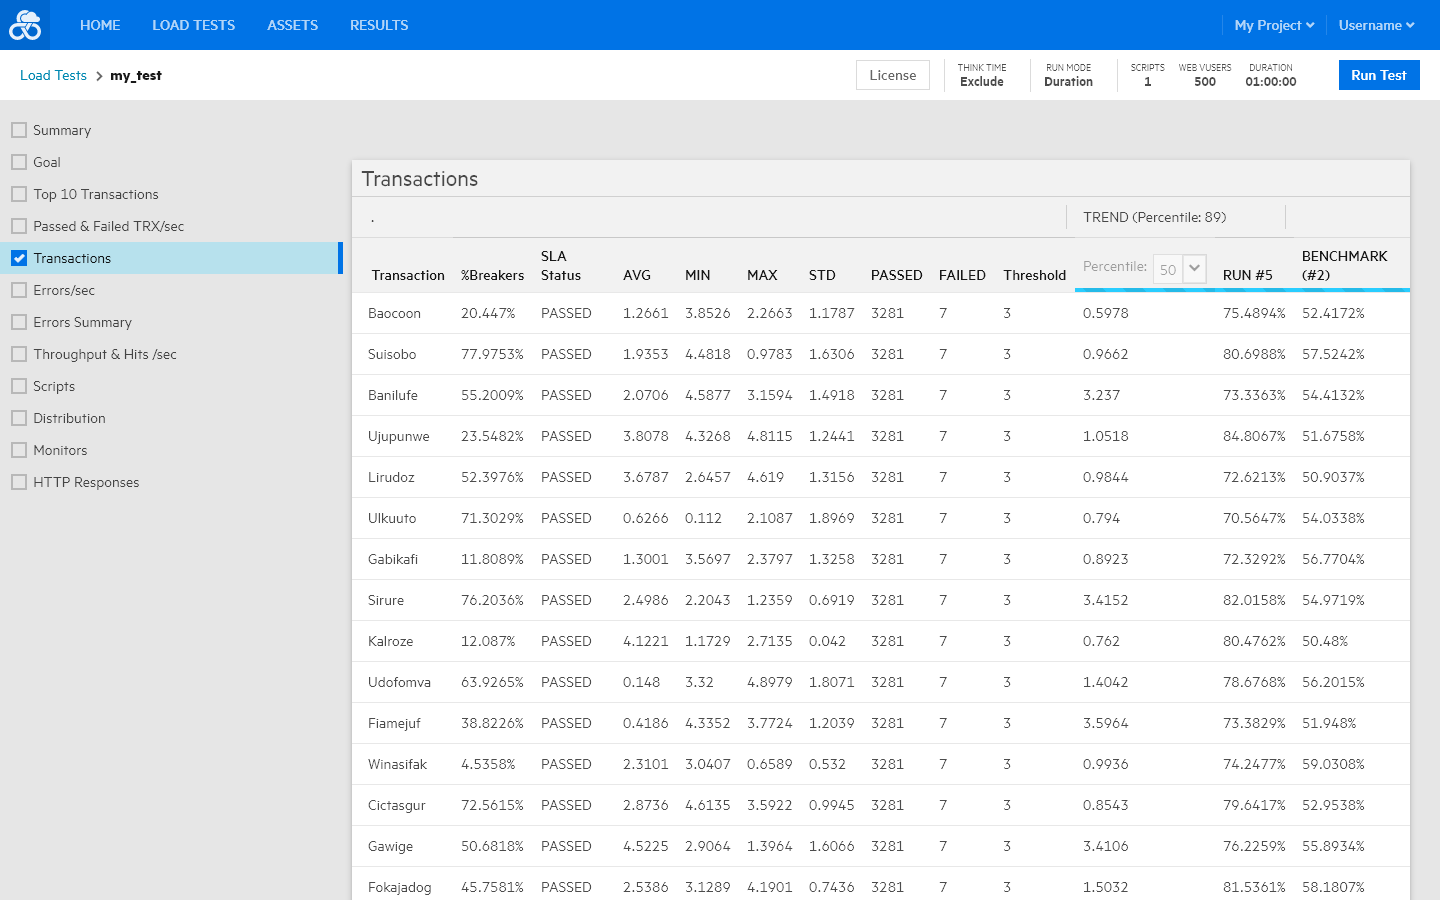 HOME LOAD TESTS ASSETS RESULTS My Project Username
Load Tests > my_test
License
THINK TIME
Exclude
RUN MODE
Duration
SCRIPTS
1
WEB VUSERS
500
DURATION
01:00:00
Run Test
Summary
Goal
Top 10 Transactions
Passed & Failed TRX/sec
Transactions
Errors/sec
Errors Summary
Throughput & Hits /sec
Scripts
Distribution
Monitors
HTTP Responses
Transactions
. TREND (Percentile: 89)
Transaction %Breakers SLA Status AVG MIN MAX STD PASSED FAILED Threshold Percentile: 50 RUN #5 BENCHMARK (#2)
Baocoon 20.447% PASSED 1.2661 3.8526 2.2663 1.1787 3281 7 3 0.5978 75.4894% 52.4172%
Suisobo 77.9753% PASSED 1.9353 4.4818 0.9783 1.6306 3281 7 3 0.9662 80.6988% 57.5242%
Banilufe 55.2009% PASSED 2.0706 4.5877 3.1594 1.4918 3281 7 3 3.237 73.3363% 54.4132%
Ujupunwe 23.5482% PASSED 3.8078 4.3268 4.8115 1.2441 3281 7 3 1.0518 84.8067% 51.6758%
Lirudoz 52.3976% PASSED 3.6787 2.6457 4.619 1.3156 3281 7 3 0.9844 72.6213% 50.9037%
Ulkuuto 71.3029% PASSED 0.6266 0.112 2.1087 1.8969 3281 7 3 0.794 70.5647% 54.0338%
Gabikafi 11.8089% PASSED 1.3001 3.5697 2.3797 1.3258 3281 7 3 0.8923 72.3292% 56.7704%
Sirure 76.2036% PASSED 2.4986 2.2043 1.2359 0.6919 3281 7 3 3.4152 82.0158% 54.9719%
Kalroze 12.087% PASSED 4.1221 1.1729 2.7135 0.042 3281 7 3 0.762 80.4762% 50.48%
Udofomva 63.9265% PASSED 0.148 3.32 4.8979 1.8071 3281 7 3 1.4042 78.6768% 56.2015%
Fiamejuf 38.8226% PASSED 0.4186 4.3352 3.7724 1.2039 3281 7 3 3.5964 73.3829% 51.948%
Winasifak 4.5358% PASSED 2.3101 3.0407 0.6589 0.532 3281 7 3 0.9936 74.2477% 59.0308%
Cictasgur 72.5615% PASSED 2.8736 4.6135 3.5922 0.9945 3281 7 3 0.8543 79.6417% 52.9538%
Gawige 50.6818% PASSED 4.5225 2.9064 1.3964 1.6066 3281 7 3 3.4106 76.2259% 55.8934%
Fokajadog 45.7581% PASSED 2.5386 3.1289 4.1901 0.7436 3281 7 3 1.5032 81.5361% 58.1807%